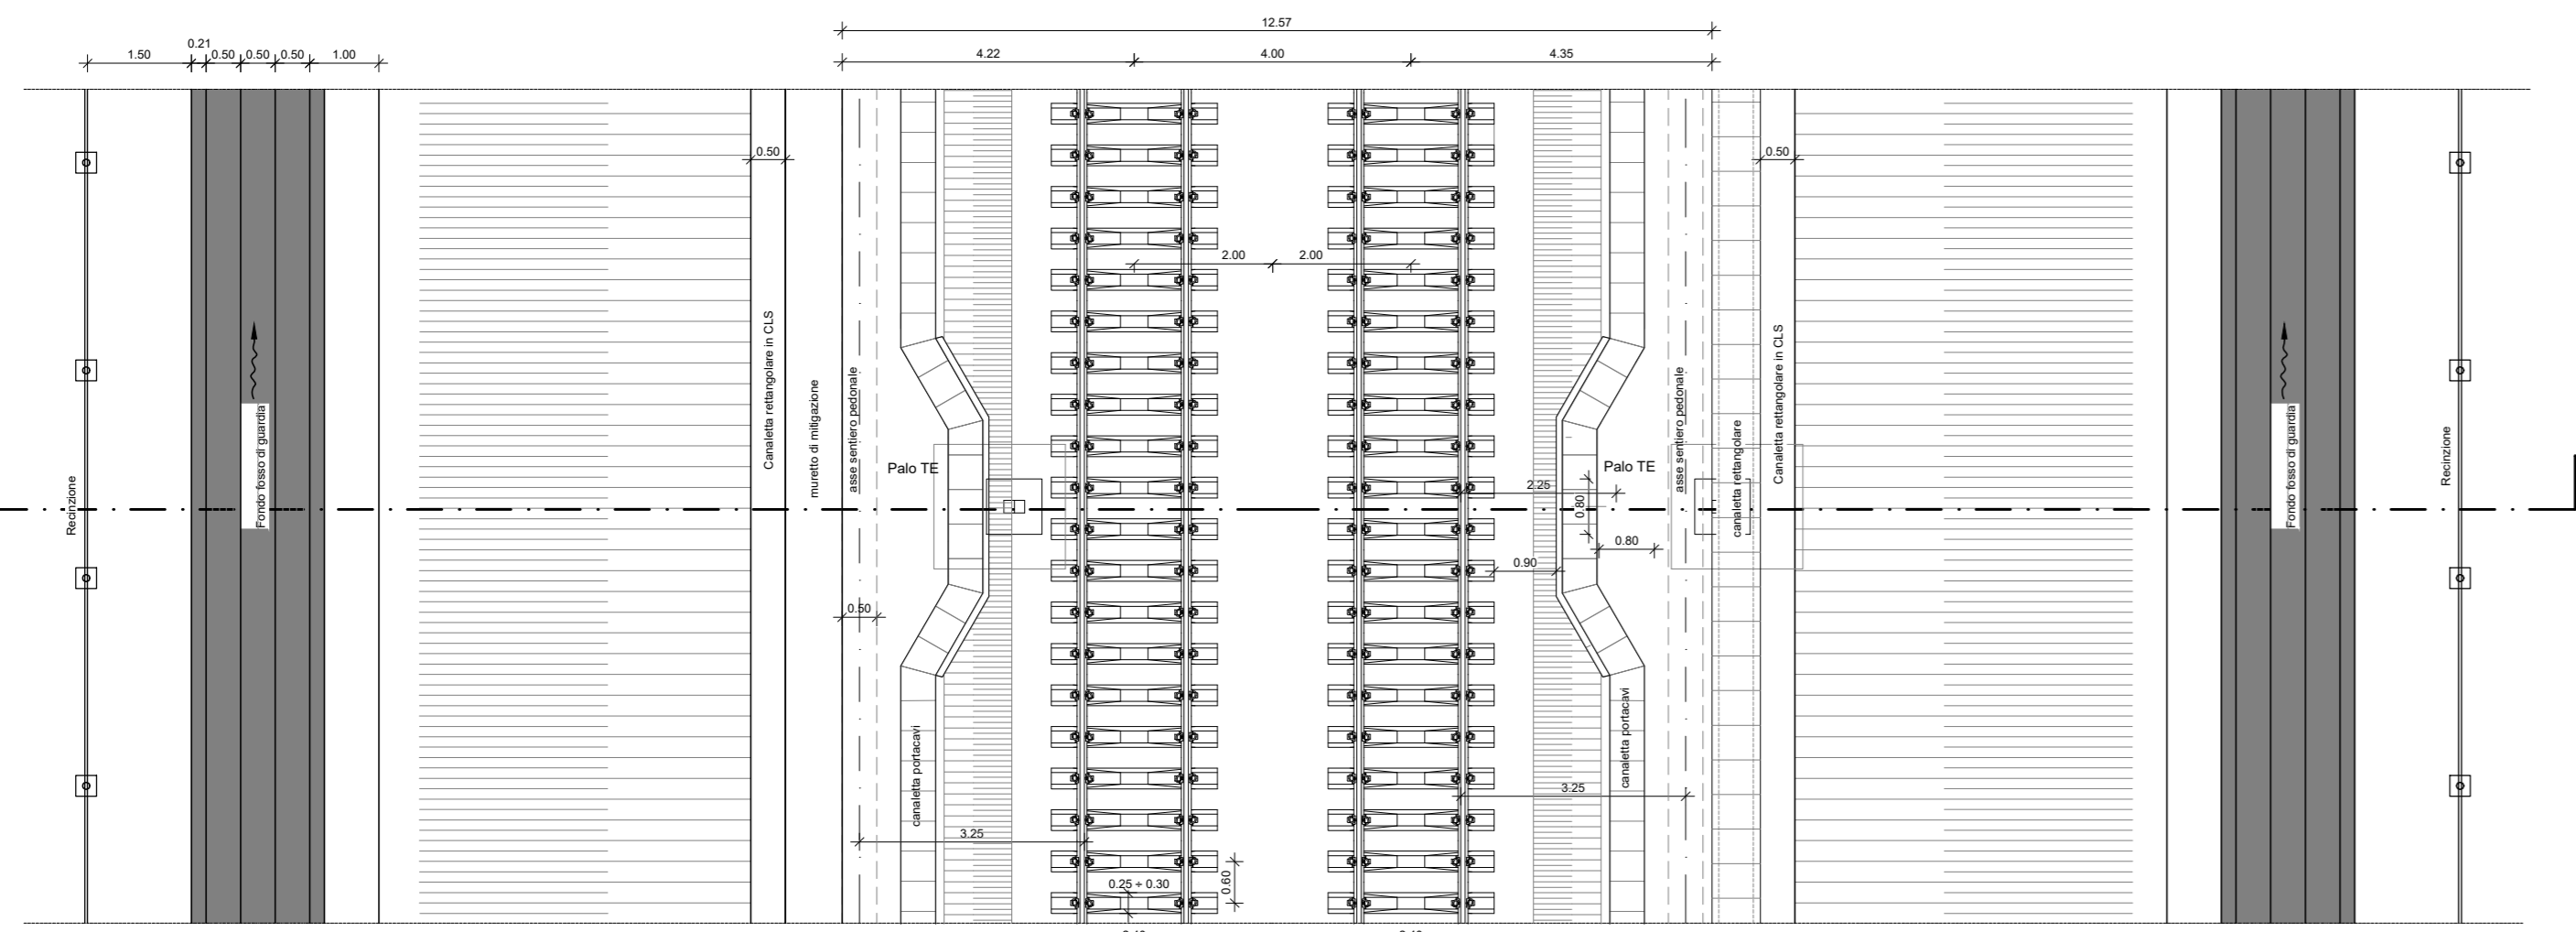 12.57
0.21
1.50
0.50
0.50
0.50
1.00
4.22
4.00
4.35
0.50
0.50
2.00
2.00
Recinzione
Fondo fosso di guardia
Canaletta rettangolare in CLS
muretto di mitigazione
asse sentiero pedonale
Palo TE
Palo TE
asse sentiero pedonale
canaletta rettangolare
Canaletta rettangolare in CLS
Fondo fosso di guardia
Recinzione
2.25
0.80
0.80
0.90
0.50
canaletta portacavi
canaletta portacavi
3.25
3.25
0.25 ÷ 0.30
0.60